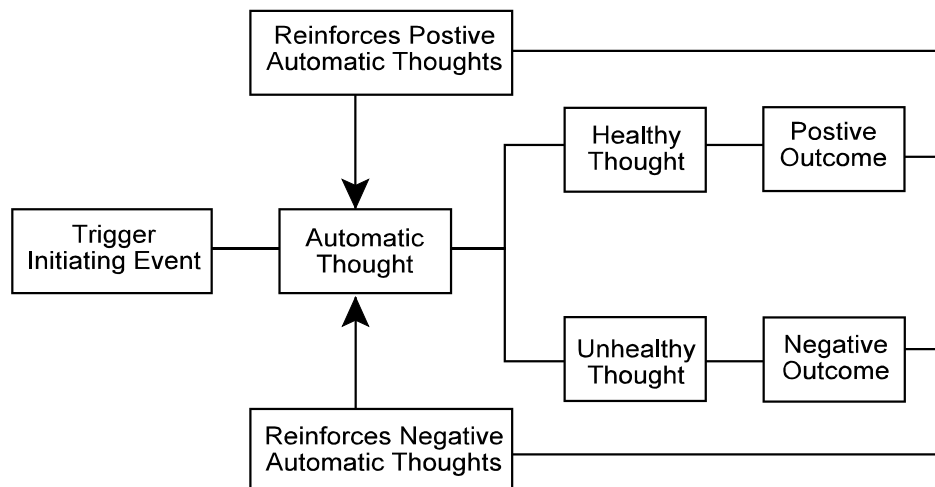 Reinforces Postive
Automatic Thoughts
Healthy
Thought
Postive
Outcome
Trigger
Initiating Event
Automatic
Thought
Unhealthy
Thought
Negative
Outcome
Reinforces Negative
Automatic Thoughts